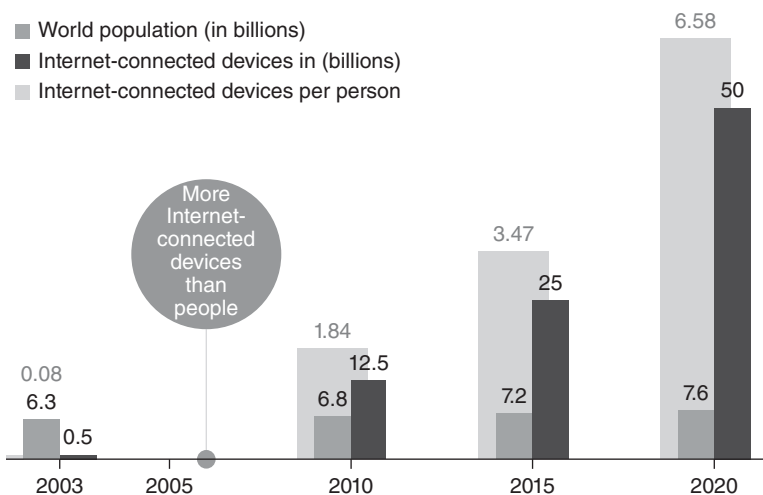 World population (in billions)
Internet-connected devices in (billions)
Internet-connected devices per person
6.58
50
More
Internet-
connected
devices
than
people
3.47
25
1.84
12.5
0.08
6.3
0.5
6.8
7.2
7.6
2003
2005
2010
2015
2020